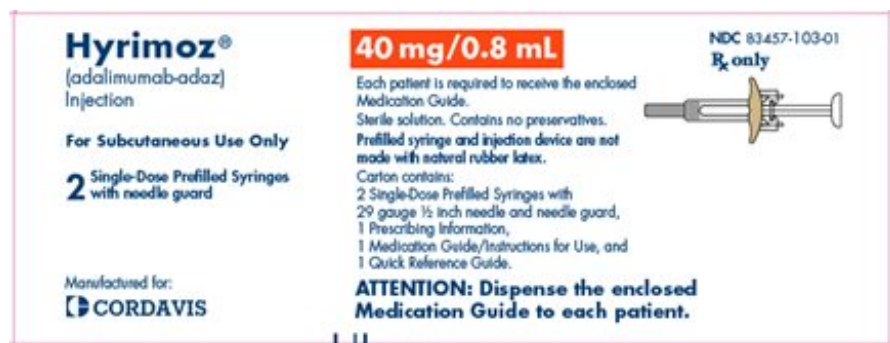 Hyrimoz®
(adalimumab-adaz)
Injection
For Subcutaneous Use Only
2 Single-Dose Prefilled Syringes
with needle guard
Manufactured for:
CORDAVIS
40 mg/0.8 mL
Each patient is required to receive the enclosed
Medication Guide.
Sterile solution. Contains no preservatives.
Prefilled syringe and injection device are not
made with natural rubber latex.
Carton contains:
2 Single-Dose Prefilled Syringes with
29 gauge ½ inch needle and needle guard,
1 Prescribing Information,
1 Medication Guide/Instructions for Use, and
1 Quick Reference Guide.
ATTENTION: Dispense the enclosed
Medication Guide to each patient.
NDC 83457-103-01
℞ only